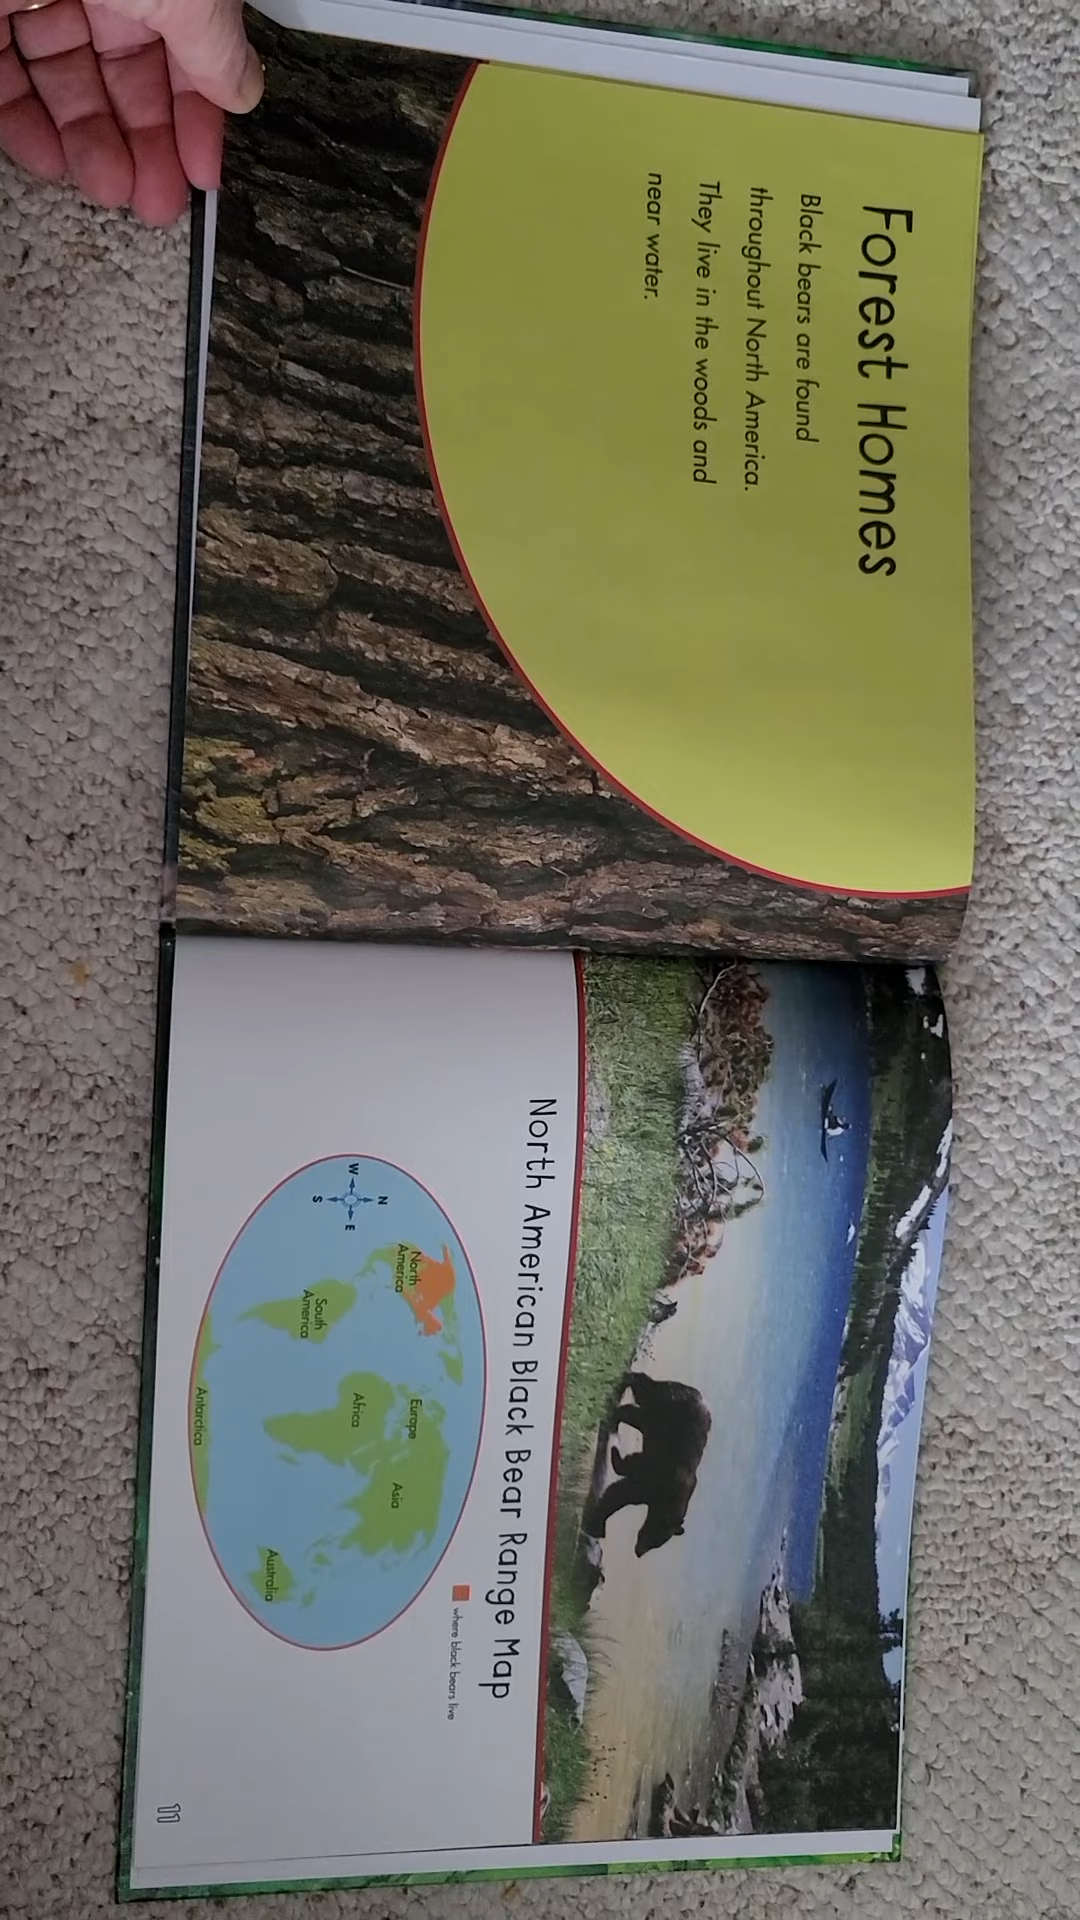 Forest Homes
Black bears are found
throughout North America.
They live in the woods and
near water.
North American Black Bear Range Map
where black bears live
N
W
E
S
North
America
South
America
Europe
Africa
Asia
Australia
Antarctica
11